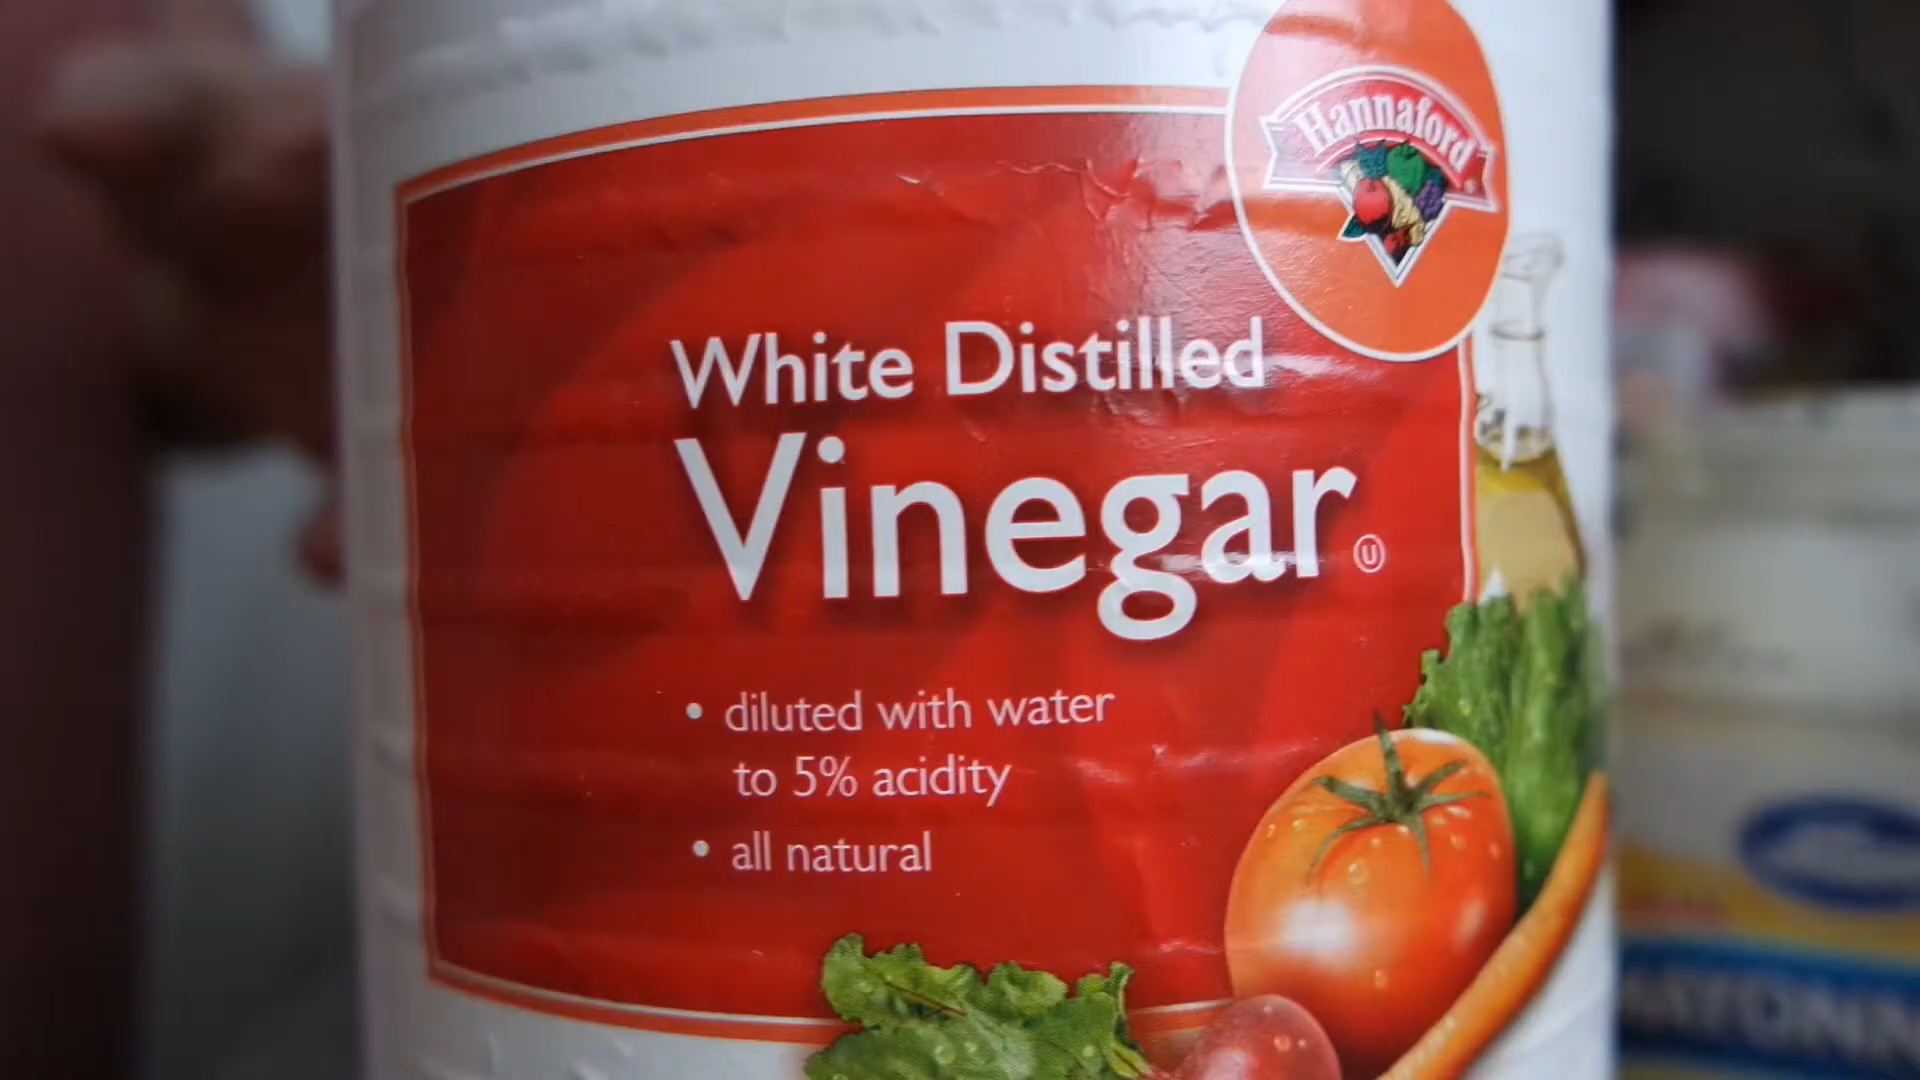 Hannaford
White Distilled
Vinegar Ⓤ
• diluted with water
to 5% acidity
• all natural